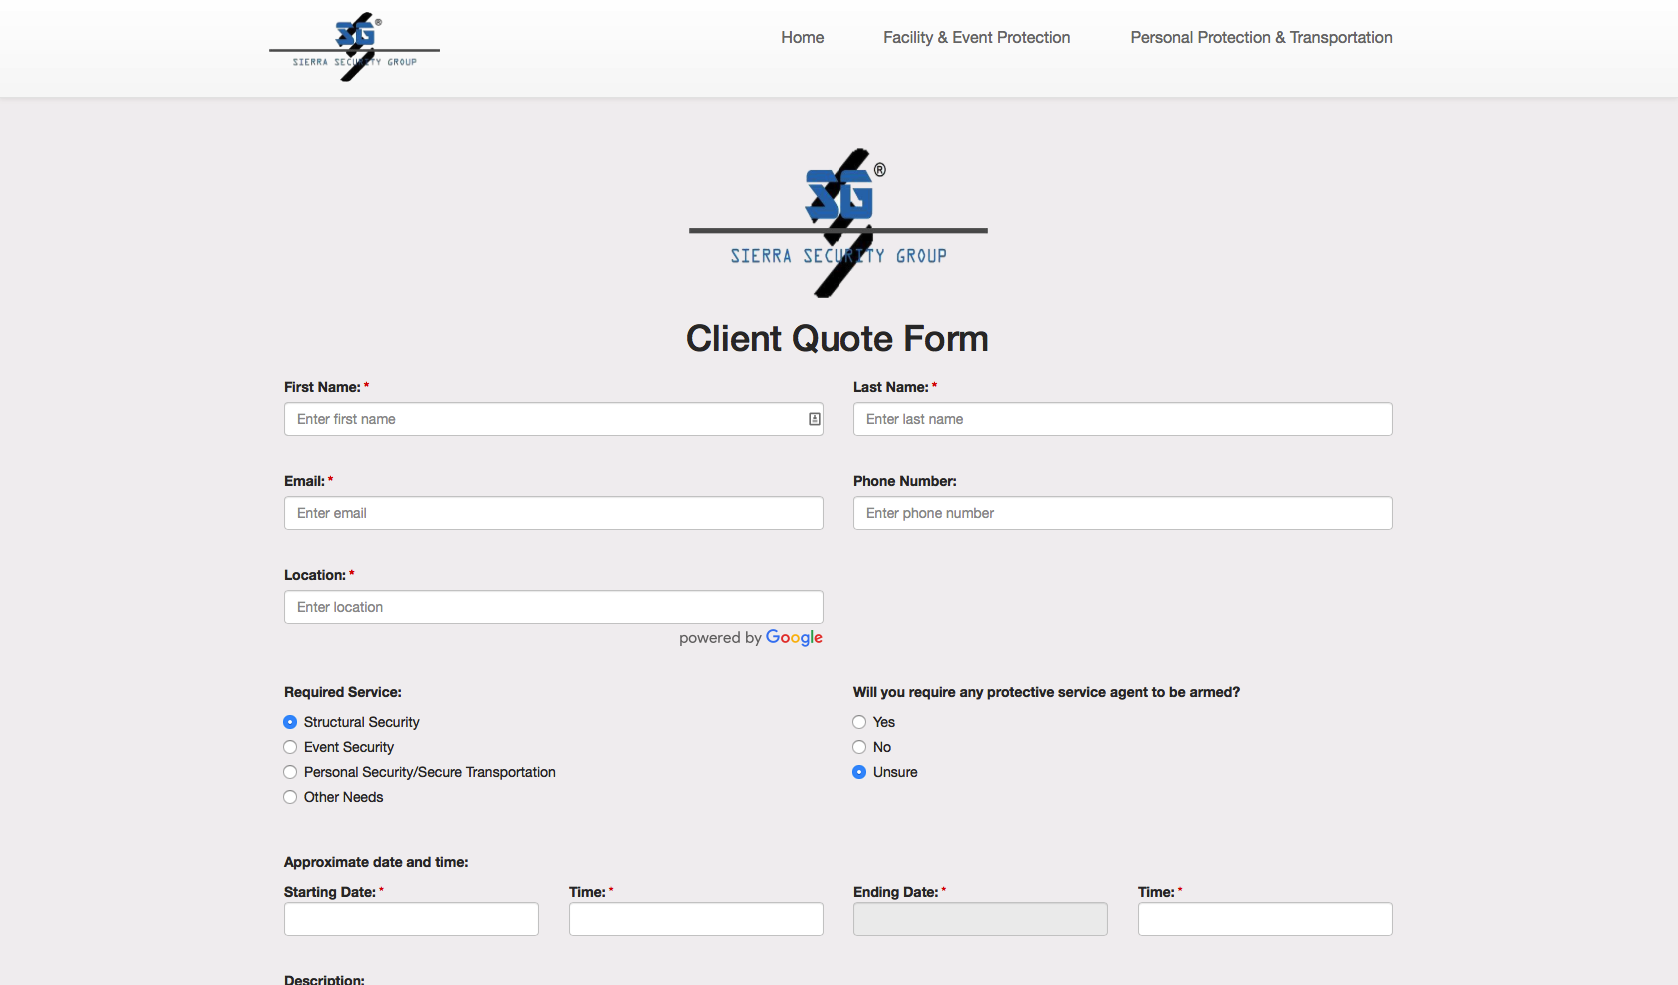 SG®
SIERRA SECURITY GROUP
Home Facility & Event Protection Personal Protection & Transportation
SG®
SIERRA SECURITY GROUP
Client Quote Form
First Name: * Last Name: *
Enter first name Enter last name
Email: * Phone Number:
Enter email Enter phone number
Location: *
Enter location
powered by Google
Required Service: Will you require any protective service agent to be armed?
Structural Security Yes
Event Security No
Personal Security/Secure Transportation Unsure
Other Needs
Approximate date and time:
Starting Date: * Time: * Ending Date: * Time: *
Description: